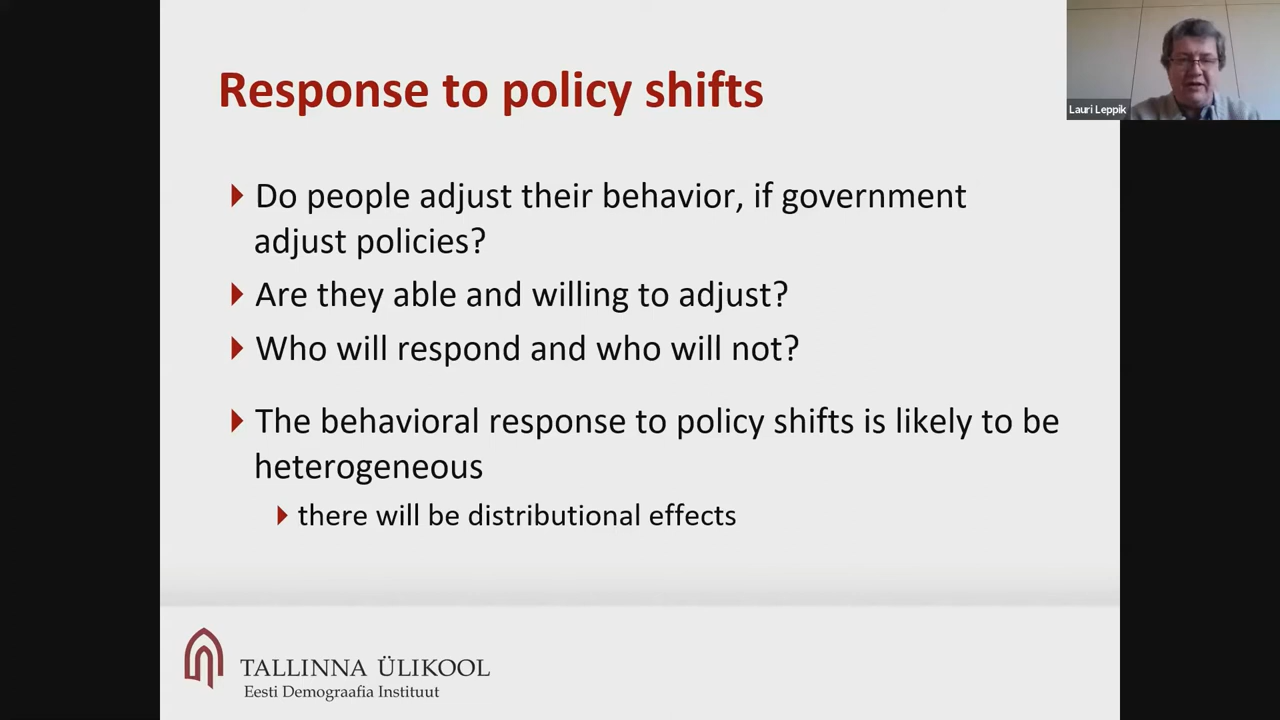 Response to policy shifts
Lauri Leppik
Do people adjust their behavior, if government
adjust policies?
Are they able and willing to adjust?
Who will respond and who will not?
The behavioral response to policy shifts is likely to be
heterogeneous
there will be distributional effects
TALLINNA ÜLIKOOL
Eesti Demograafia Instituut